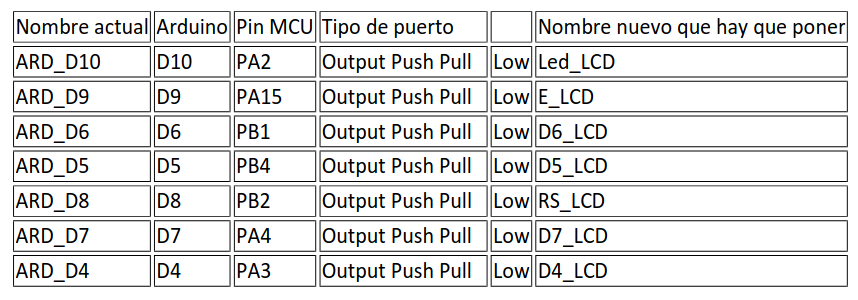 Nombre actual Arduino Pin MCU Tipo de puerto Nombre nuevo que hay que poner
ARD_D10 D10 PA2 Output Push Pull Low Led_LCD
ARD_D9 D9 PA15 Output Push Pull Low E_LCD
ARD_D6 D6 PB1 Output Push Pull Low D6_LCD
ARD_D5 D5 PB4 Output Push Pull Low D5_LCD
ARD_D8 D8 PB2 Output Push Pull Low RS_LCD
ARD_D7 D7 PA4 Output Push Pull Low D7_LCD
ARD_D4 D4 PA3 Output Push Pull Low D4_LCD